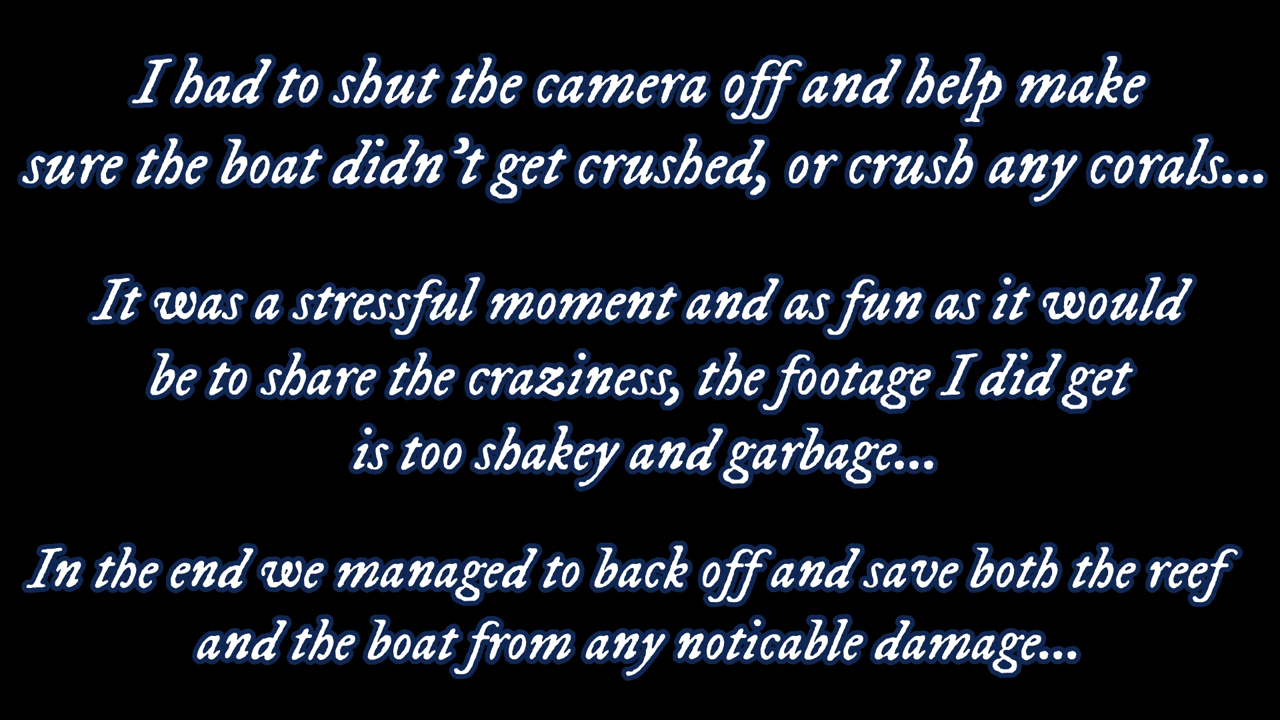 I had to shut the camera off and help make
sure the boat didn't get crushed, or crush any corals...
It was a stressful moment and as fun as it would
be to share the craziness, the footage I did get
is too shakey and garbage...
In the end we managed to back off and save both the reef
and the boat from any noticable damage...